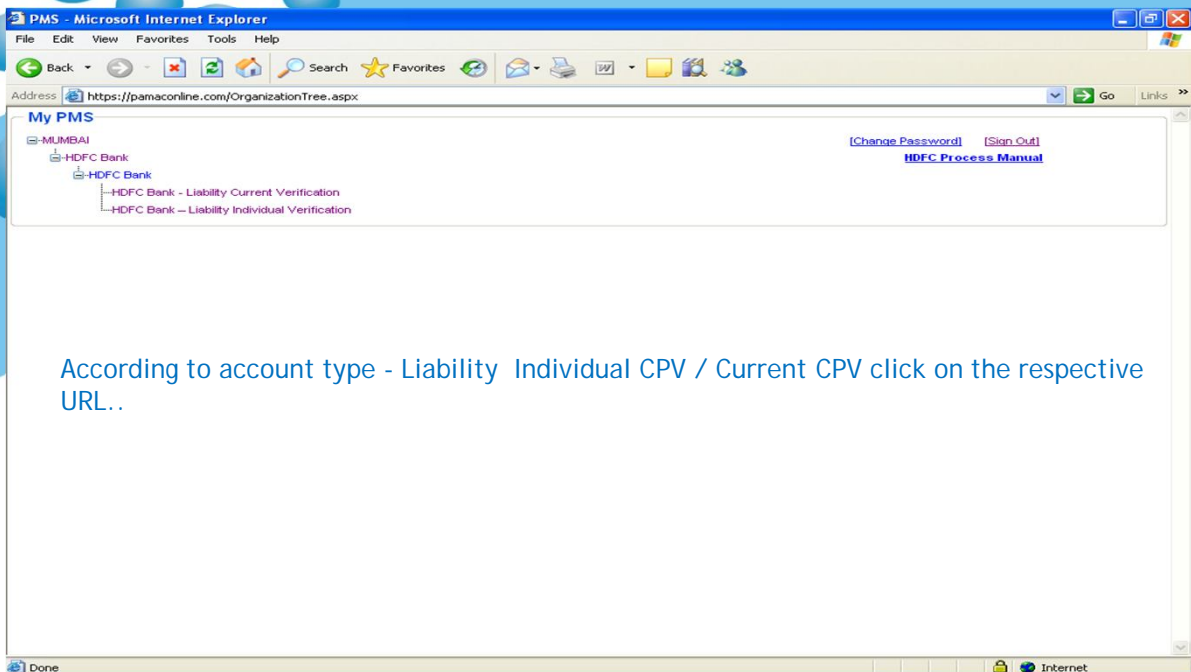 PMS - Microsoft Internet Explorer
File Edit View Favorites Tools Help
Back Search Favorites
Address https://pamaconline.com/OrganizationTree.aspx Go Links »
My PMS
MUMBAI [Change Password] [Sign Out]
HDFC Bank HDFC Process Manual
HDFC Bank
HDFC Bank - Liability Current Verification
HDFC Bank – Liability Individual Verification
According to account type - Liability Individual CPV / Current CPV click on the respective
URL..
Done Internet